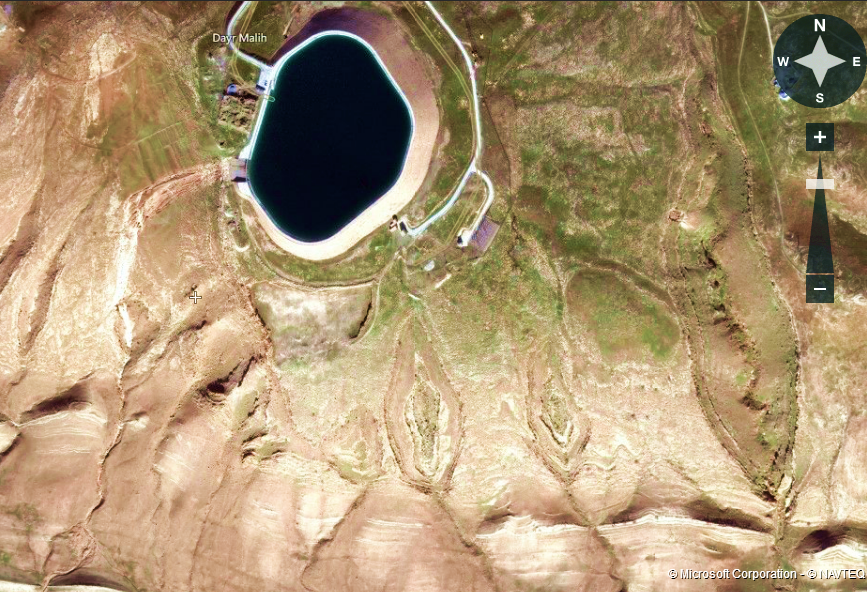 Dayr Malih
N
W
E
S
+
−
© Microsoft Corporation - © NAVTEQ